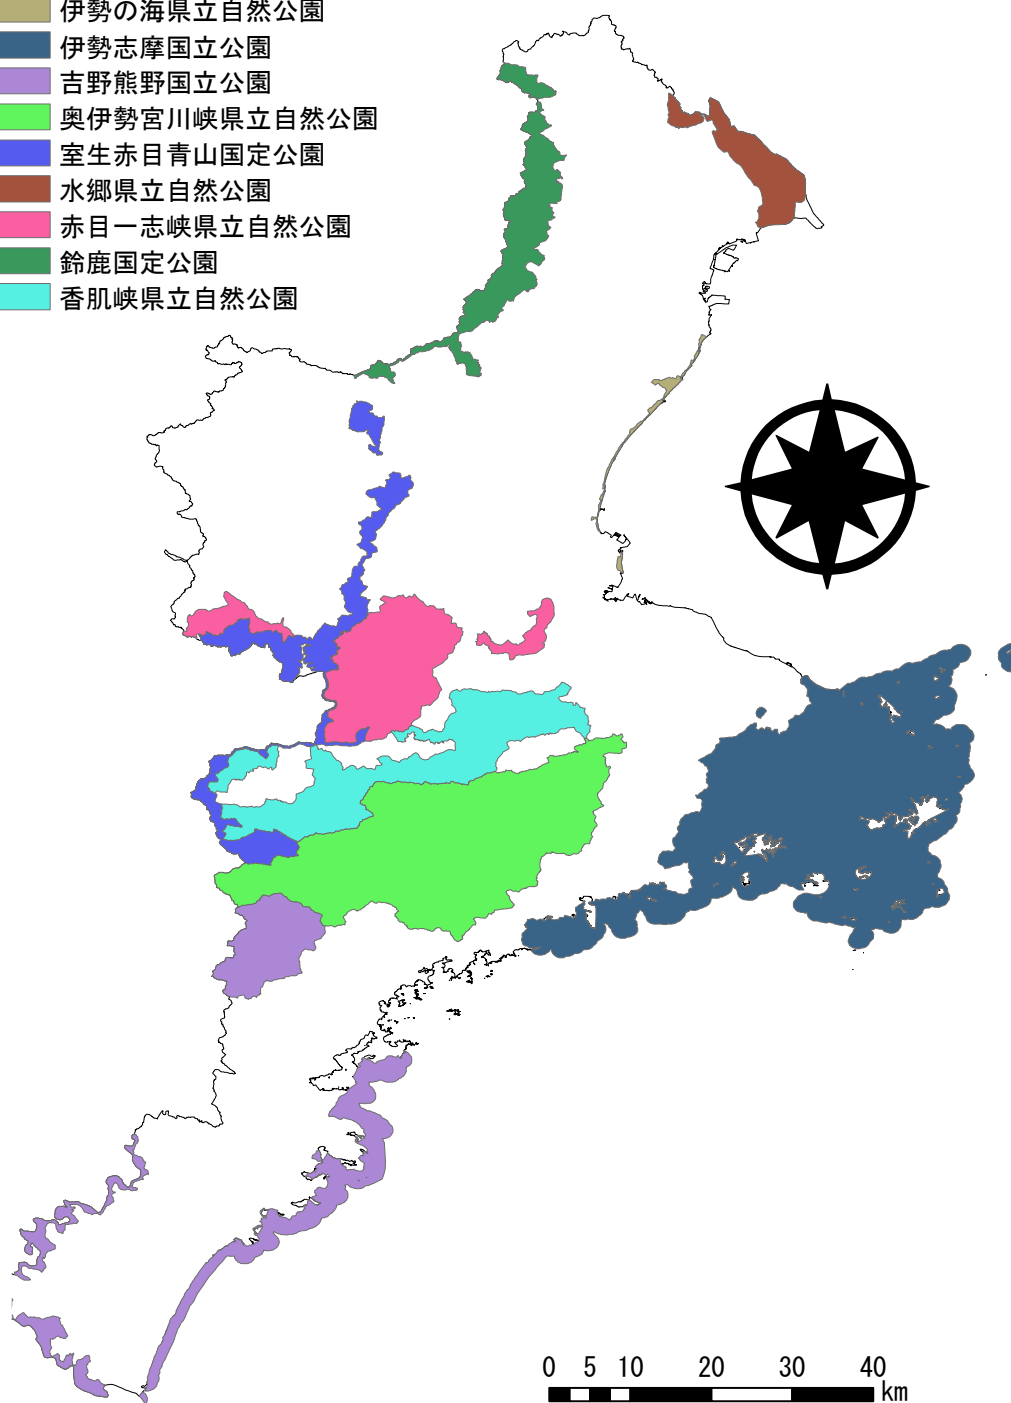 伊勢の海県立自然公園
伊勢志摩国立公園
吉野熊野国立公園
奥伊勢宮川峡県立自然公園
室生赤目青山国定公園
水郷県立自然公園
赤目一志峡県立自然公園
鈴鹿国定公園
香肌峡県立自然公園
0 5 10 20 30 40
km